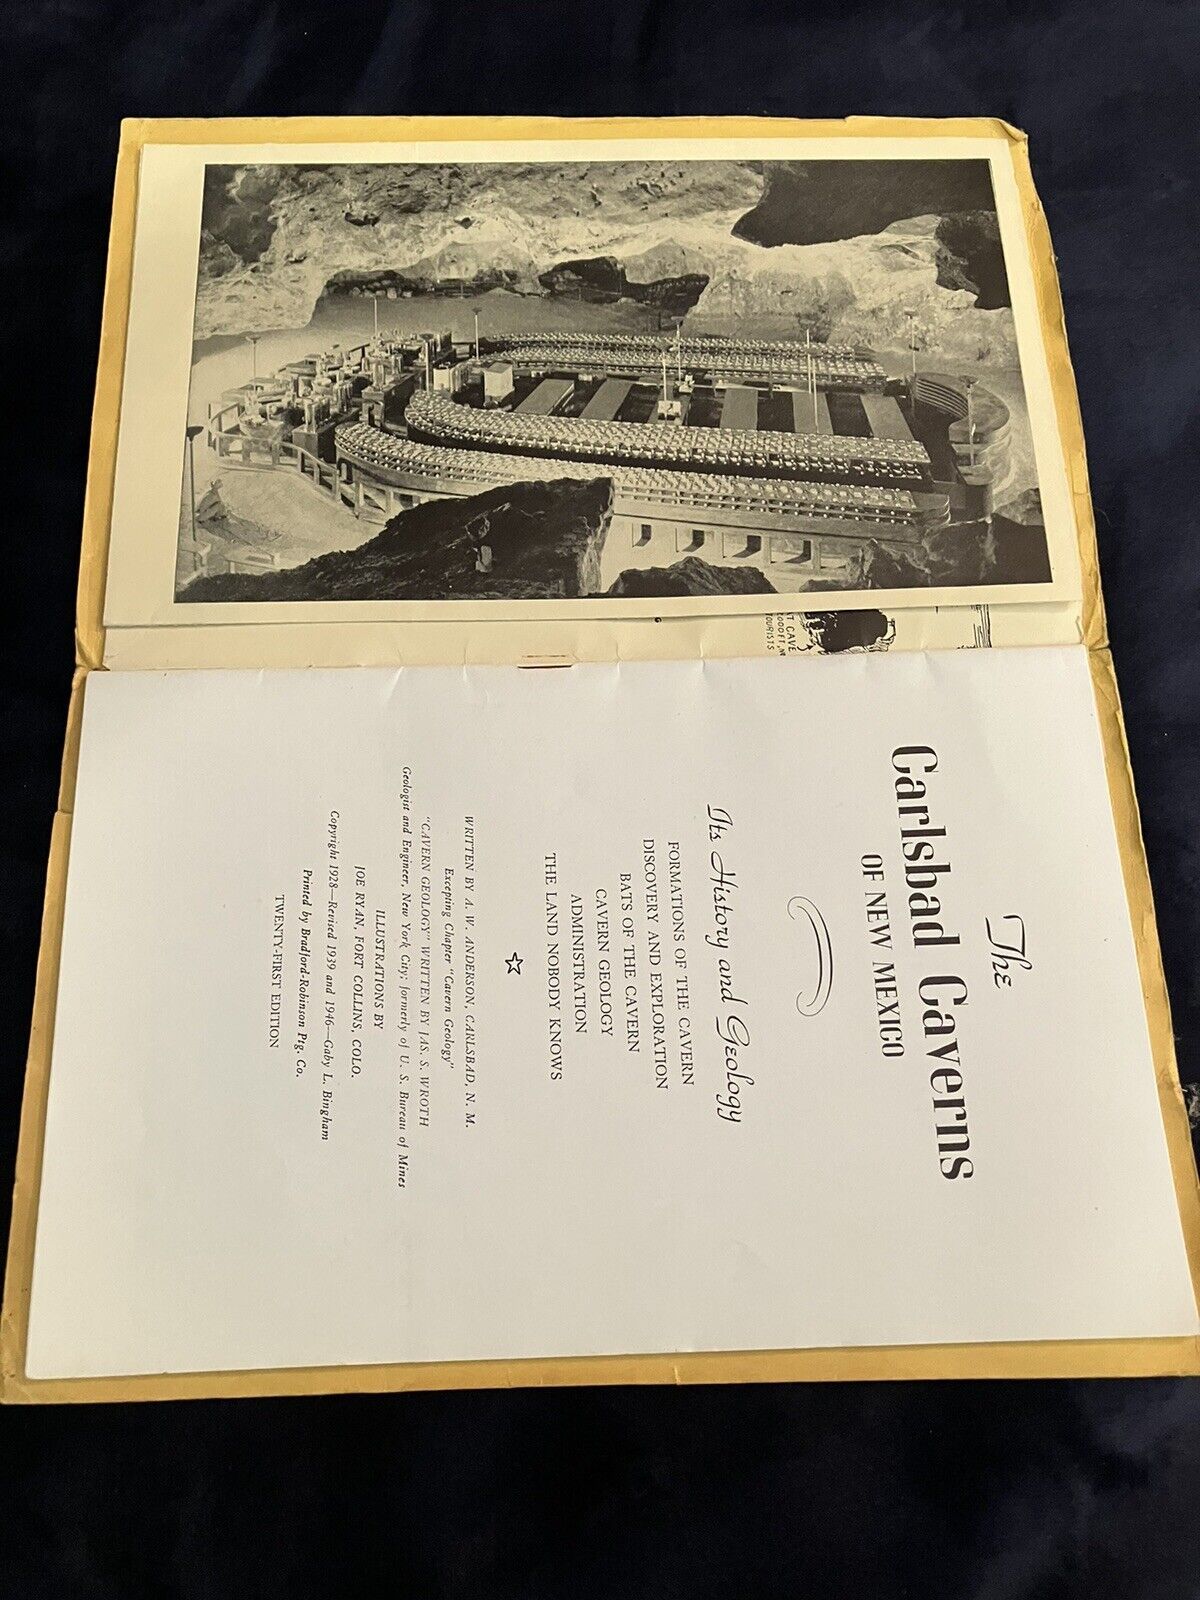 The
Carlsbad Caverns
OF NEW MEXICO
Its History and Geology
FORMATIONS OF THE CAVERN
DISCOVERY AND EXPLORATION
BATS OF THE CAVERN
CAVERN GEOLOGY
ADMINISTRATION
THE LAND NOBODY KNOWS
WRITTEN BY A. W. ANDERSON, CARLSBAD, N. M.
Excepting Chapter "Cavern Geology"
"CAVERN GEOLOGY" WRITTEN BY JAS. S. WROTH
Geologist and Engineer, New York City; formerly of U. S. Bureau of Mines
ILLUSTRATIONS BY
JOE RYAN, FORT COLLINS, COLO.
Copyright 1928—Revised 1939 and 1946—Gaby L. Bingham
Printed by Bradford-Robinson Ptg. Co.
TWENTY-FIRST EDITION
CAVE
OURISTS